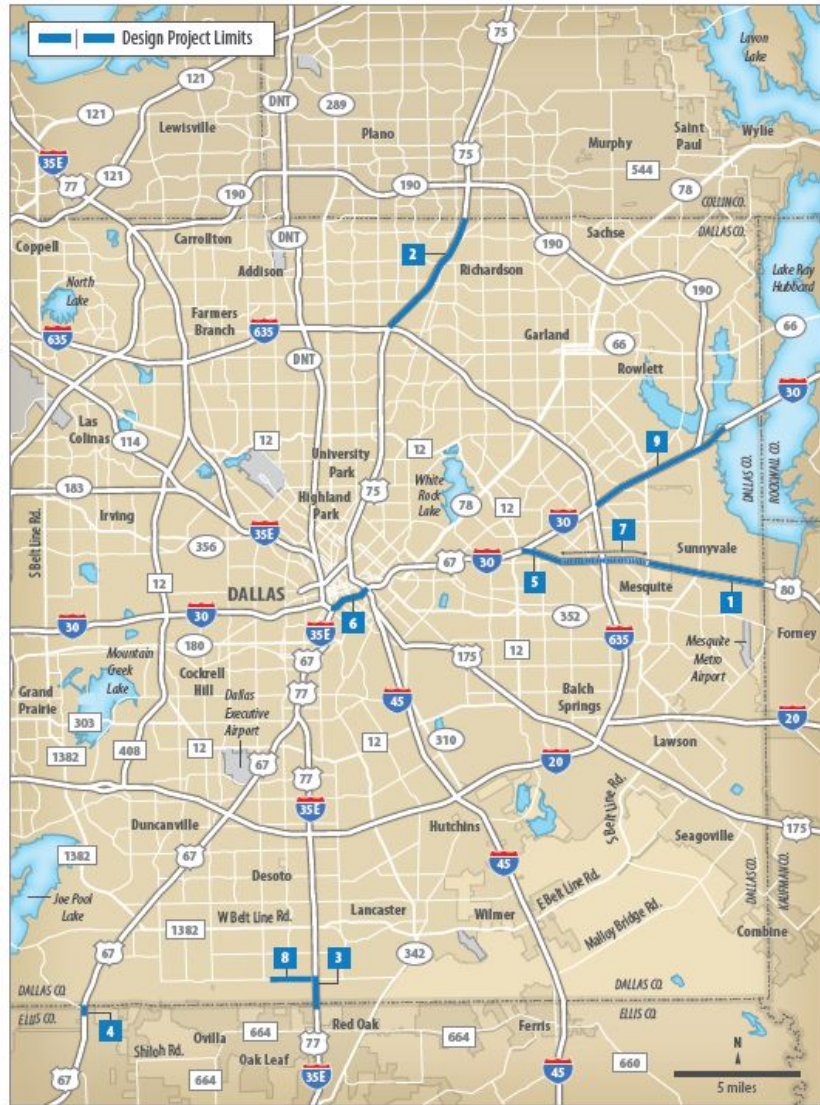 Design Project Limits
75
Lavon
Lake
121
DNT
289
121
Lewisville
Plano
Murphy
Saint
Paul
Wylie
35E
77
121
75
544
78
190
190
190
COLLIN CO.
DALLAS CO.
Coppell
Carrollton
DNT
Addison
2
Richardson
190
Sachse
North
Lake
Farmers
Branch
190
Lake Ray
Hubbard
635
635
DNT
Garland
66
66
Rowlett
30
Las
Colinas
114
12
University
Park
12
9
DALLAS CO.
ROCKWALL CO.
183
Highland
Park
75
White
Rock
Lake
78
12
30
7
S Belt Line Rd.
Irving
356
35E
Sunnyvale
12
DALLAS
67
30
5
Mesquite
1
80
30
30
6
35E
352
635
Forney
180
67
175
12
Mesquite
Metro
Airport
Mountain
Creek
Lake
Cockrell
Hill
77
45
Balch
Springs
Grand
Prairie
303
Dallas
Executive
Airport
20
1382
408
12
67
77
12
310
20
Lawson
35E
S Belt Line Rd.
Duncanville
Hutchins
Seagoville
175
1382
67
45
Desoto
E Belt Line Rd.
DALLAS CO.
KAUFMAN CO.
Joe Pool
Lake
W Belt Line Rd.
Lancaster
Wilmer
Malloy Bridge Rd.
1382
Combine
67
342
8
3
DALLAS CO.
ELLIS CO.
DALLAS CO.
ELLIS CO.
4
Ovilla
664
77
Red Oak
664
Ferris
N
Shiloh Rd.
Oak Leaf
67
664
35E
45
660
5 miles